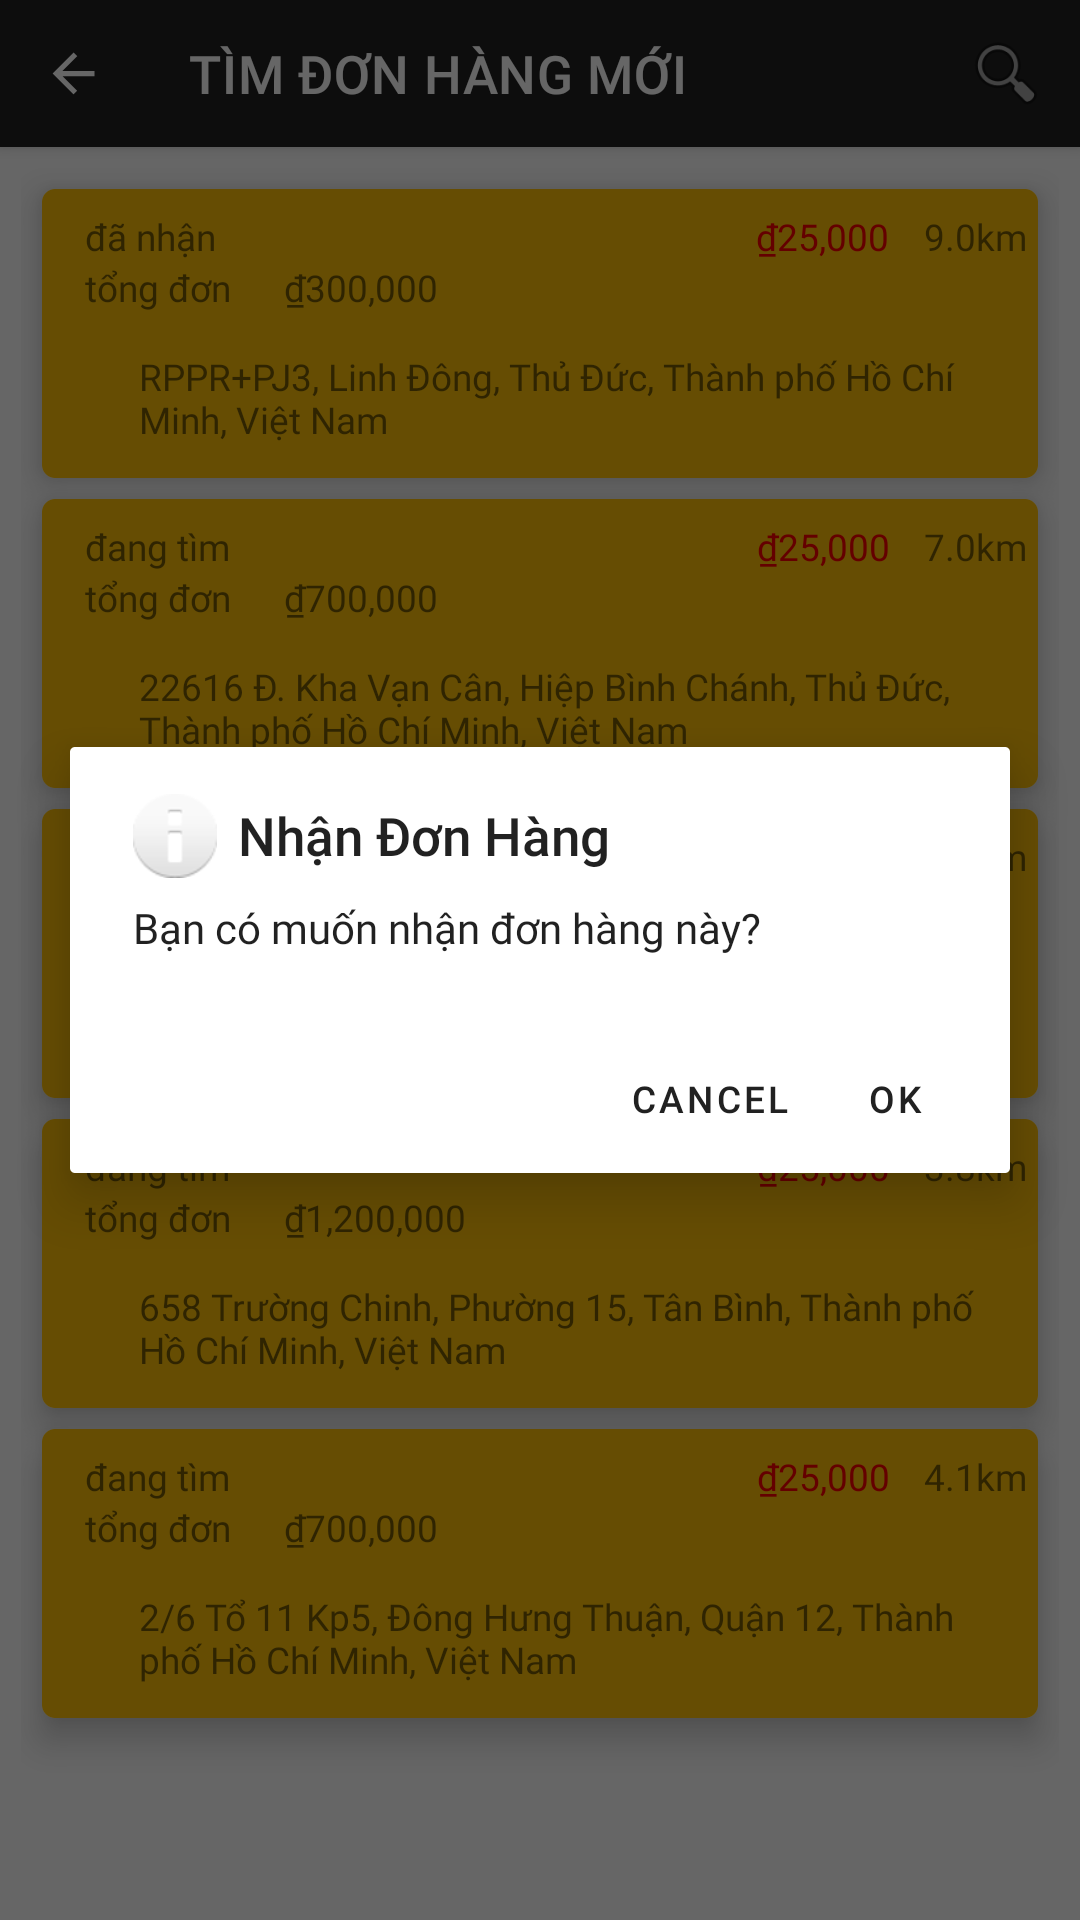 TÌM ĐƠN HÀNG MỚI
đã nhận ₫25,000 9.0km
tổng đơn ₫300,000
RPPR+PJ3, Linh Đông, Thủ Đức, Thành phố Hồ Chí
Minh, Việt Nam
đang tìm ₫25,000 7.0km
tổng đơn ₫700,000
22616 Đ. Kha Vạn Cân, Hiệp Bình Chánh, Thủ Đức,
Thành phố Hồ Chí Minh, Việt Nam
Nhận Đơn Hàng
Bạn có muốn nhận đơn hàng này?
CANCEL OK
đang tìm ₫25,000
tổng đơn ₫1,200,000
658 Trường Chinh, Phường 15, Tân Bình, Thành phố
Hồ Chí Minh, Việt Nam
đang tìm ₫25,000 4.1km
tổng đơn ₫700,000
2/6 Tổ 11 Kp5, Đông Hưng Thuận, Quận 12, Thành
phố Hồ Chí Minh, Việt Nam